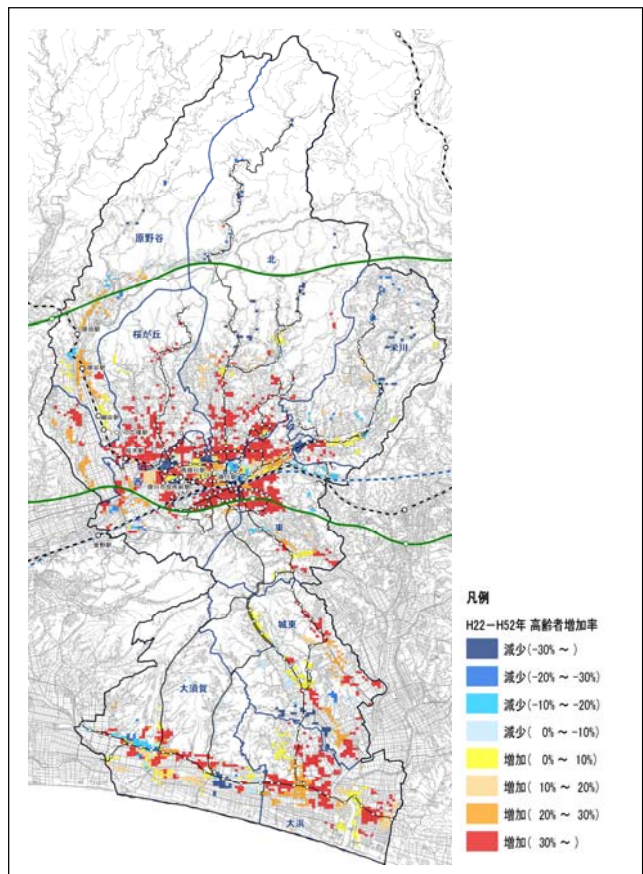 原野谷
北
桜が丘
栄川
東
城東
大須賀
大浜
凡例
H22－H52年 高齢者増加率
減少(-30% ～ )
減少(-20% ～ -30%)
減少(-10% ～ -20%)
減少( 0% ～ -10%)
増加( 0% ～ 10%)
増加( 10% ～ 20%)
増加( 20% ～ 30%)
増加( 30% ～ )